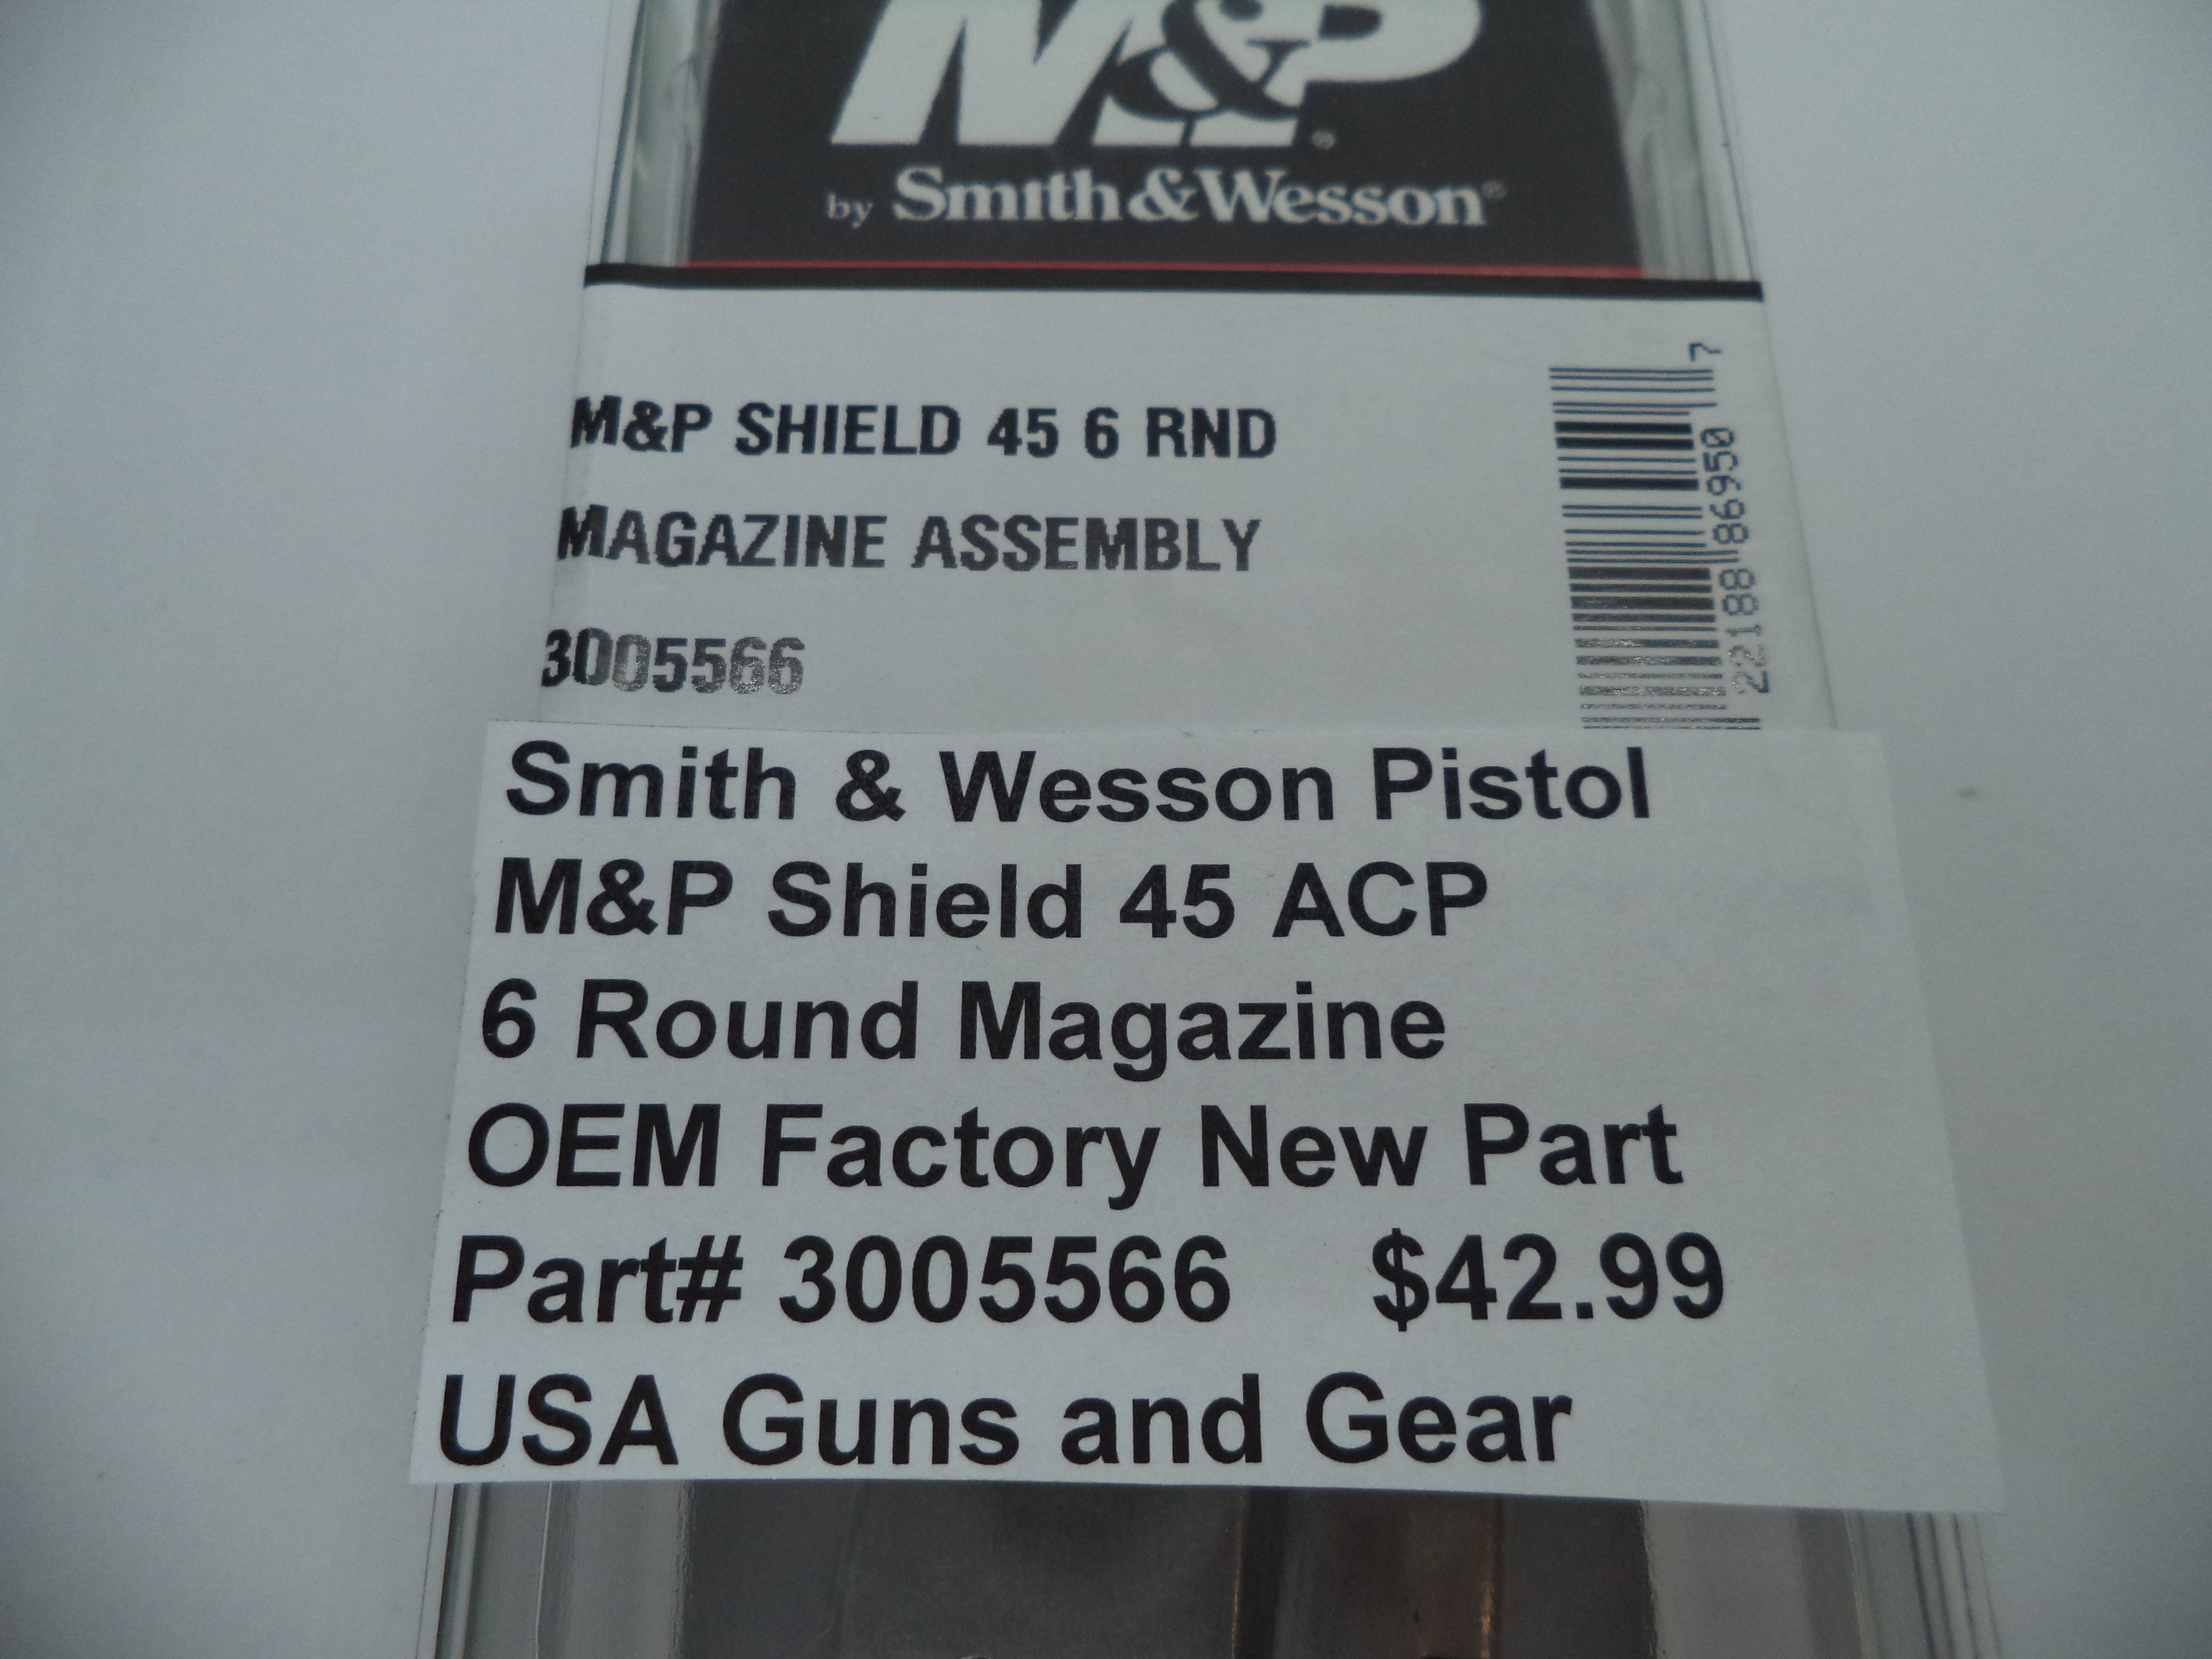 M&P®
by Smith & Wesson®
M&P SHIELD 45 6 RND
MAGAZINE ASSEMBLY
3005566
22188 86950 7
Smith & Wesson Pistol
M&P Shield 45 ACP
6 Round Magazine
OEM Factory New Part
Part# 3005566 $42.99
USA Guns and Gear